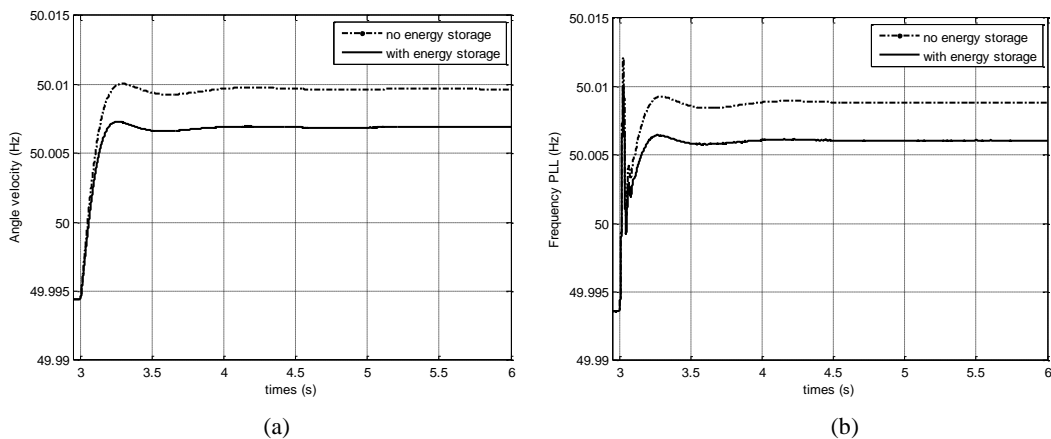 50.015
50.01
50.005
50
49.995
49.99
Angle velocity (Hz)
no energy storage
with energy storage
3
3.5
4
4.5
5
5.5
6
times (s)
(a)
50.015
50.01
50.005
50
49.995
49.99
Frequency PLL (Hz)
no energy storage
with energy storage
3
3.5
4
4.5
5
5.5
6
times (s)
(b)